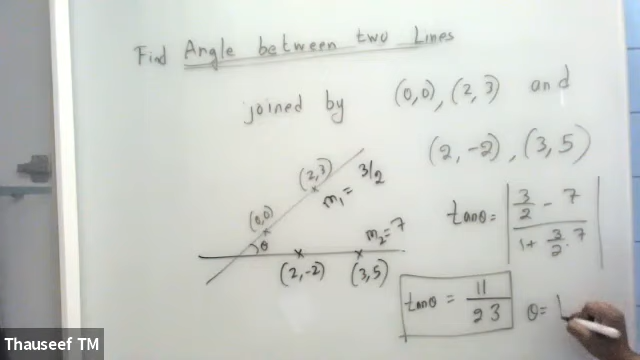 Find Angle between two Lines
joined by (0,0), (2,3) and
(2,-2), (3,5)
(2,3)
m₁ = 3/2
(0,0)
θ
m₂=7
(2,-2) (3,5)
tanθ = | (3/2 - 7) / (1 + 3/2 . 7) |
tanθ = 11/23
θ=
Thauseef TM